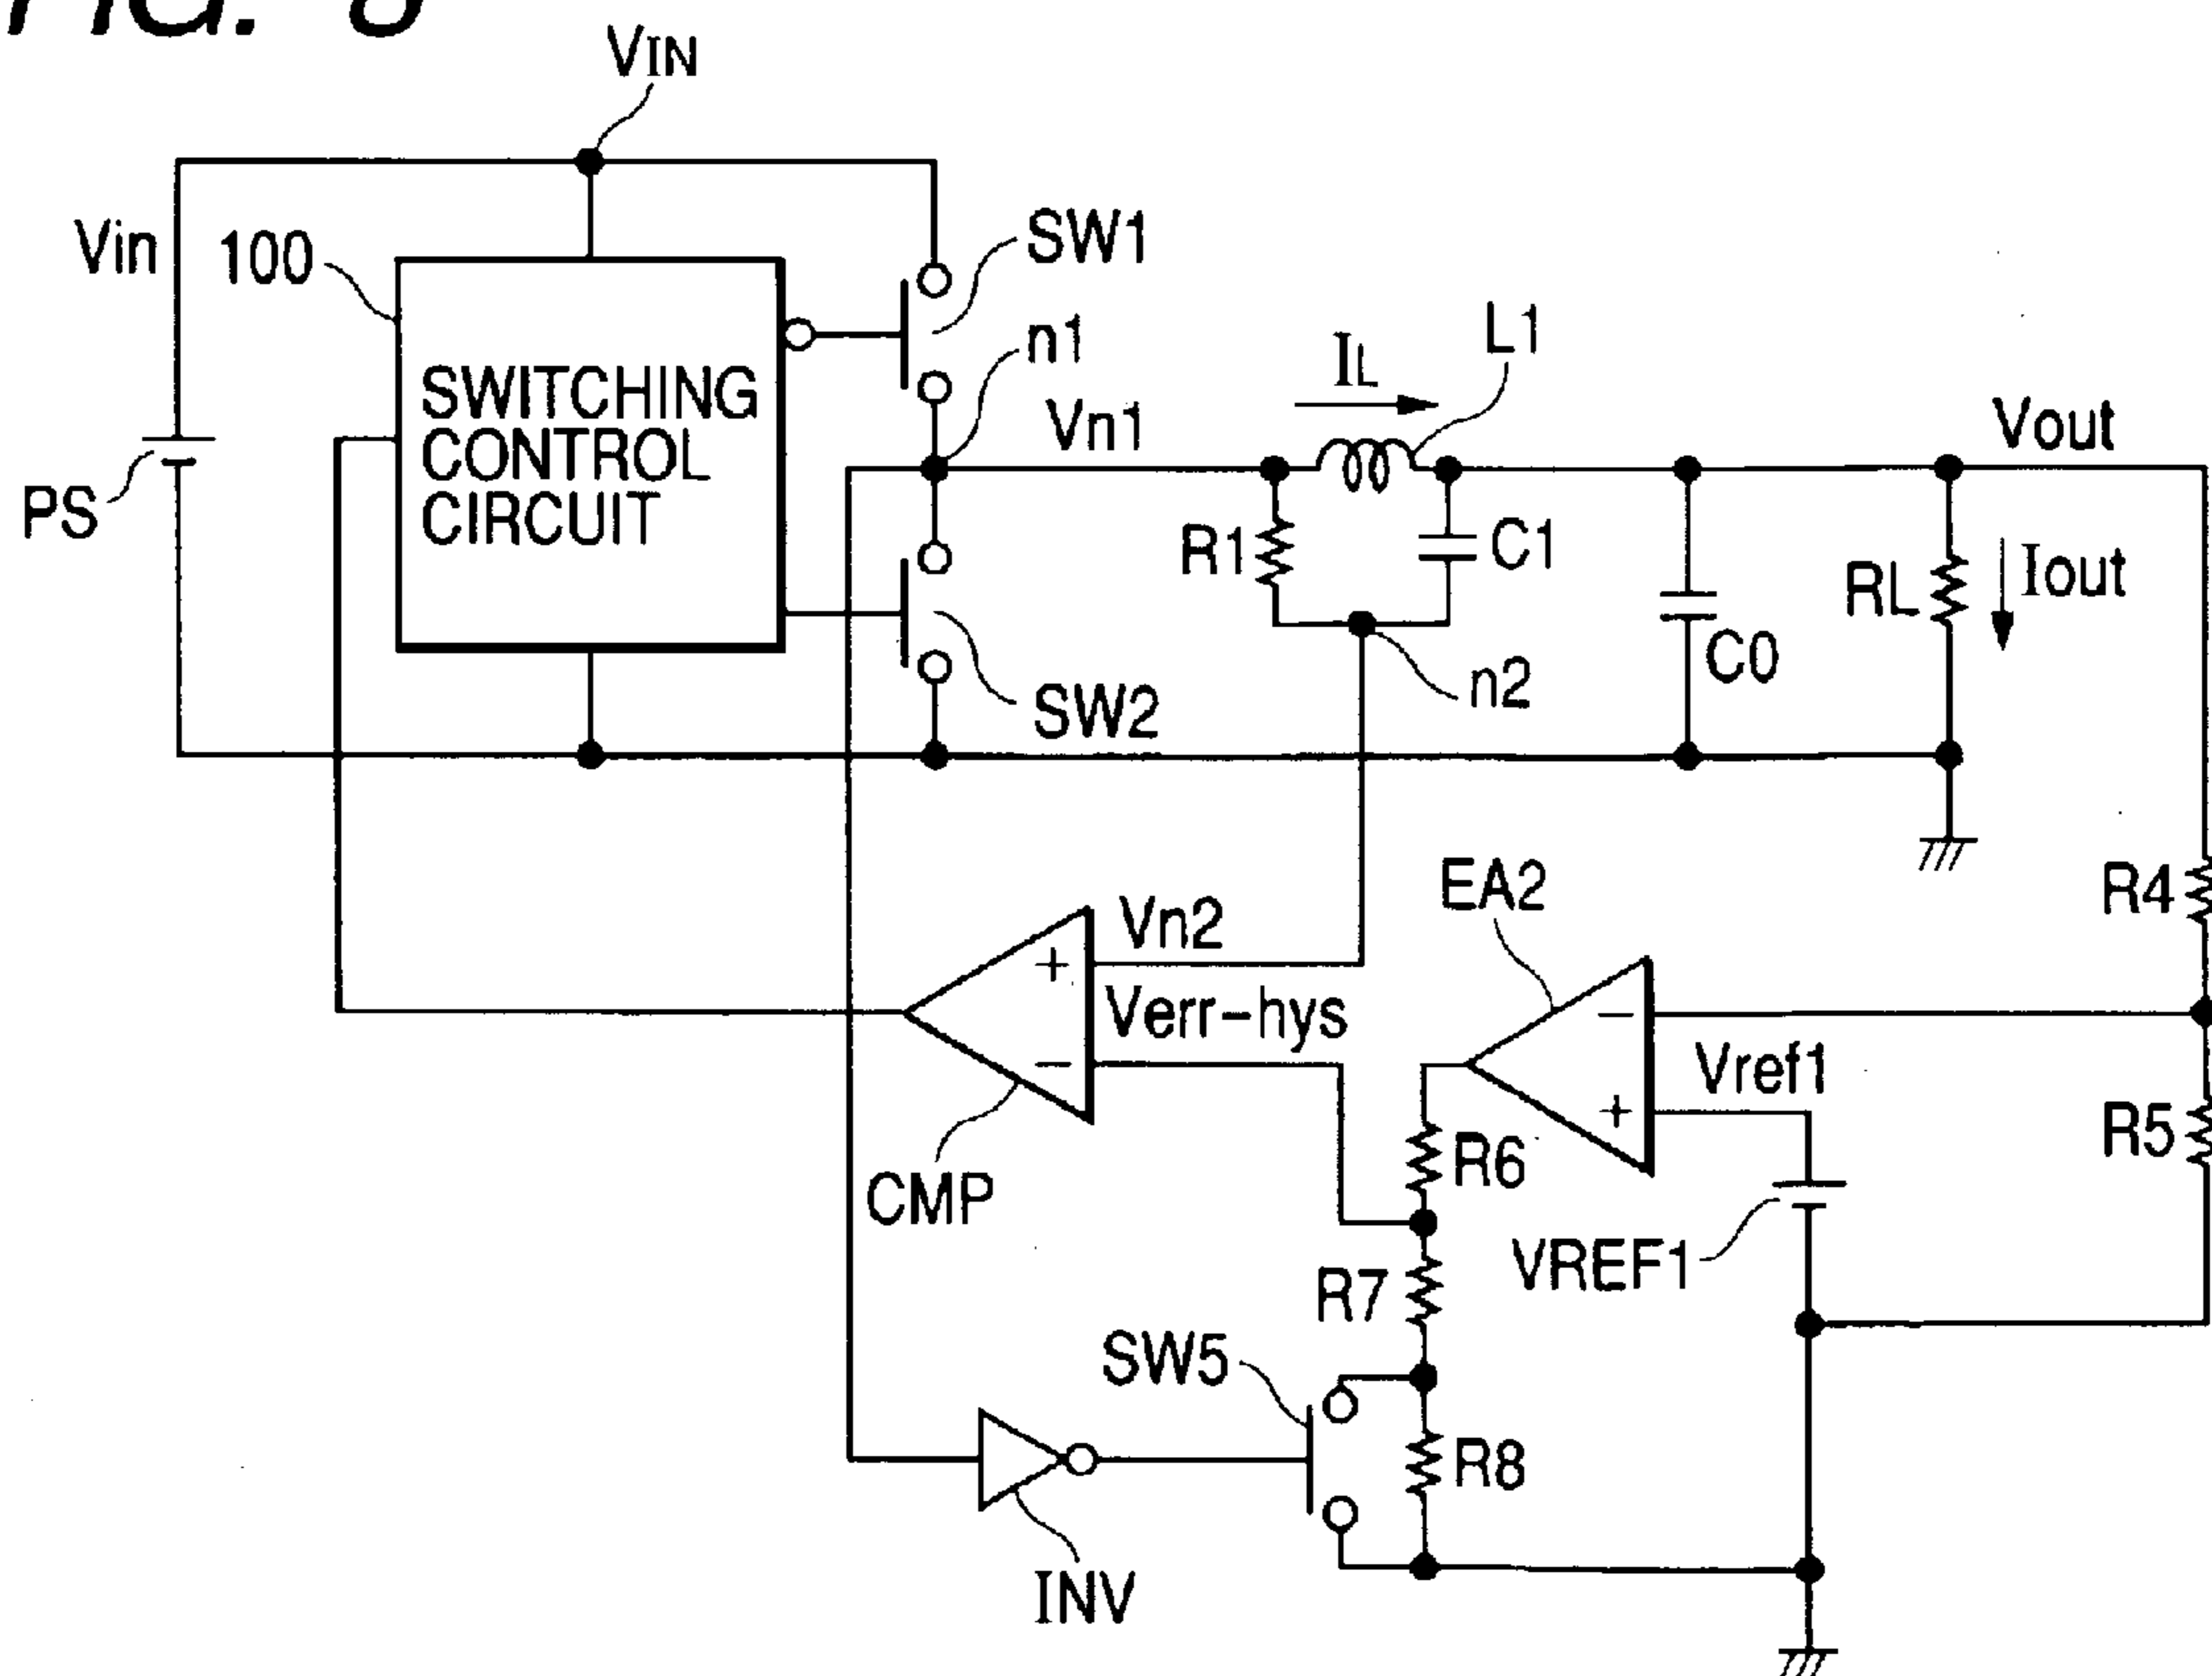 FIG.
VIN
Vin
100
SW1
n1
L1
IL
SWITCHING
CONTROL
CIRCUIT
Vn1
Vout
PS
R1
C1
RL
Iout
C0
n2
SW2
EA2
R4
Vn2
+
−
Verr-hys
−
Vref1
+
R5
R6
CMP
VREF1
R7
SW5
R8
INV